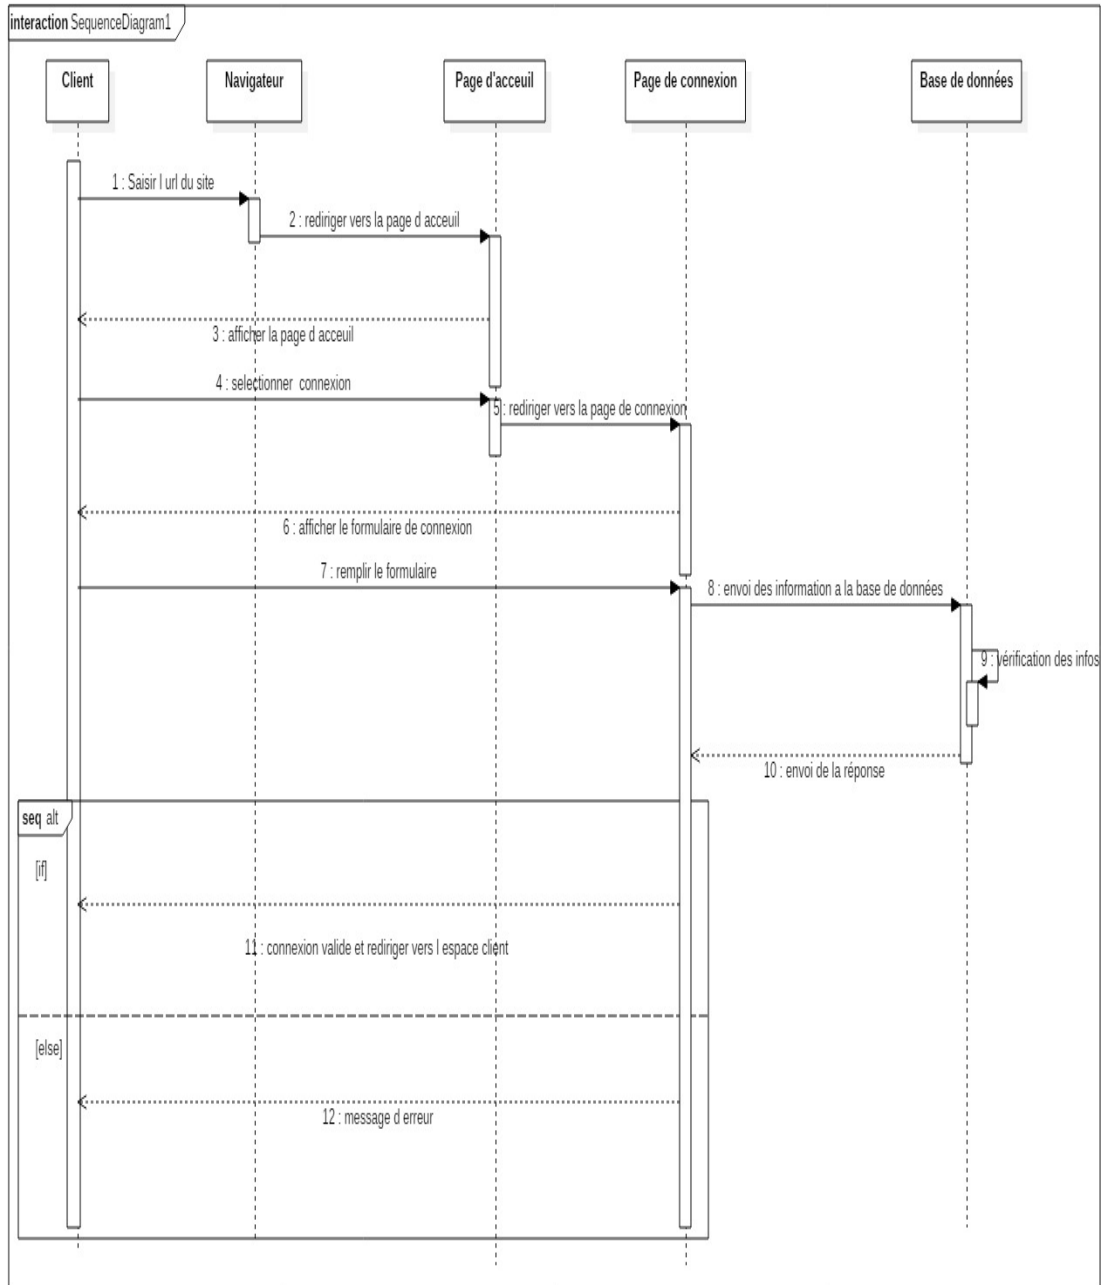 interaction SequenceDiagram1
Client
Navigateur
Page d'acceuil
Page de connexion
Base de données
1 : Saisir l url du site
2 : rediriger vers la page d acceuil
3 : afficher la page d acceuil
4 : selectionner  connexion
5 : rediriger vers la page de connexion
6 : afficher le formulaire de connexion
7 : remplir le formulaire
8 : envoi des information a la base de données
9 : vérification des infos
10 : envoi de la réponse
seq alt
[if]
11 : connexion valide et rediriger vers l espace client
[else]
12 : message d erreur